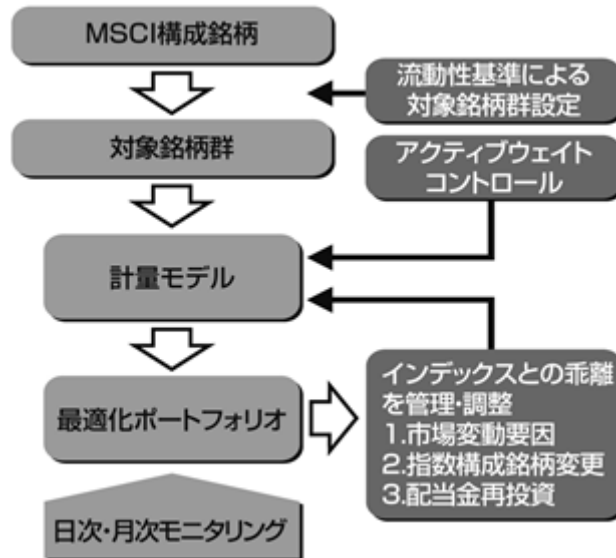 MSCI構成銘柄
流動性基準による
対象銘柄群設定
対象銘柄群
アクティブウェイト
コントロール
計量モデル
最適化ポートフォリオ
インデックスとの乖離
を管理・調整
1.市場変動要因
2.指数構成銘柄変更
3.配当金再投資
日次・月次モニタリング